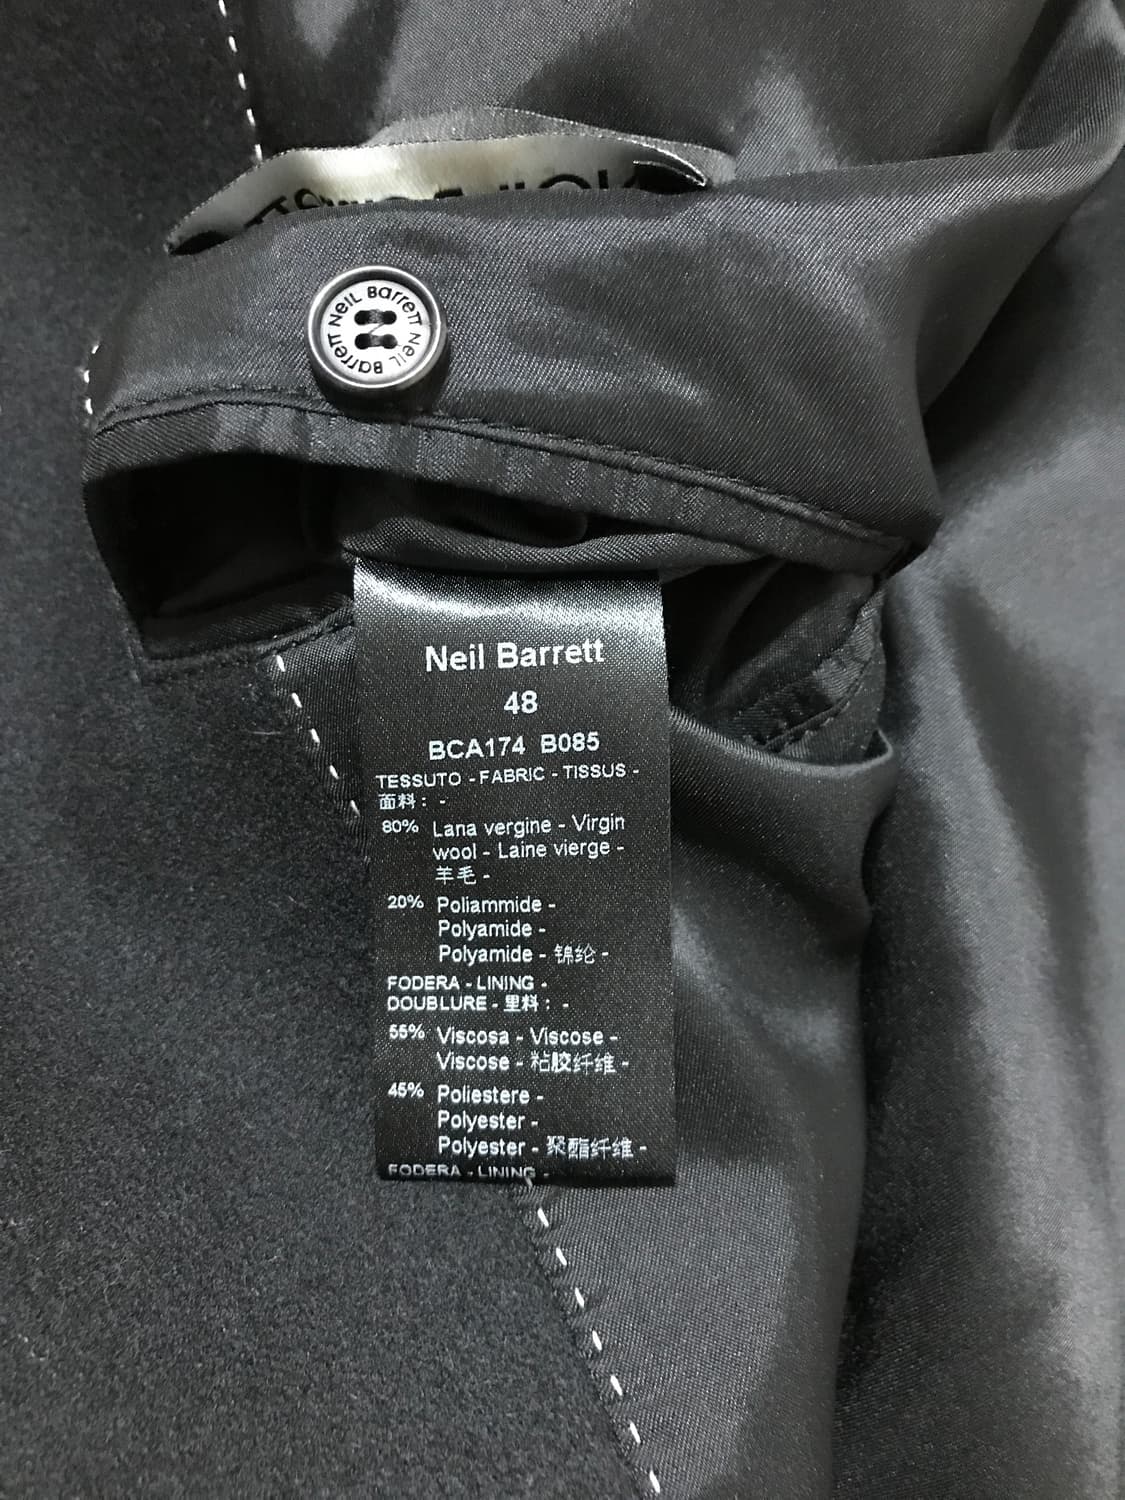 NeIL Barrett NeIL Barrett
Neil Barrett
48
BCA174 B085
TESSUTO - FABRIC - TISSUS -
面料： -
80% Lana vergine - Virgin
wool - Laine vierge -
羊毛 -
20% Poliammide -
Polyamide -
Polyamide - 锦纶 -
FODERA - LINING -
DOUBLURE - 里料： -
55% Viscosa - Viscose -
Viscose - 粘胶纤维 -
45% Poliestere -
Polyester -
Polyester - 聚酯纤维 -
FODERA - LINING -